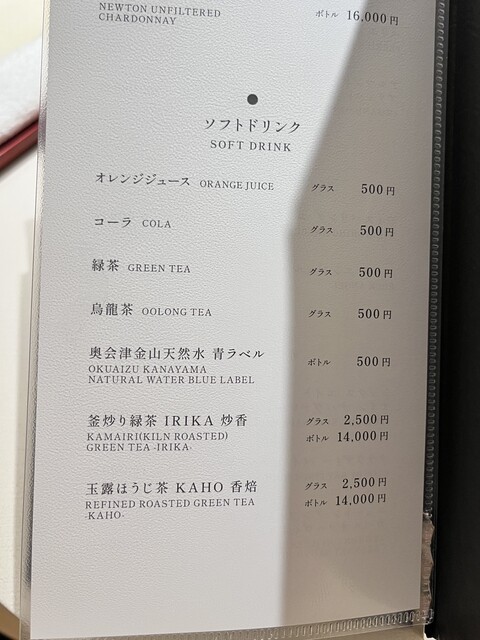 NEWTON UNFILTERED
CHARDONNAY
ボトル 16,000円
ソフトドリンク
SOFT DRINK
オレンジジュース ORANGE JUICE グラス 500円
コーラ COLA グラス 500円
緑茶 GREEN TEA グラス 500円
烏龍茶 OOLONG TEA グラス 500円
奥会津金山天然水 青ラベル
OKUAIZU KANAYAMA ボトル 500円
NATURAL WATER BLUE LABEL
釜炒り緑茶 IRIKA 炒香 グラス 2,500円
KAMAIRI(KILN ROASTED) ボトル 14,000円
GREEN TEA -IRIKA-
玉露ほうじ茶 KAHO 香焙 グラス 2,500円
REFINED ROASTED GREEN TEA ボトル 14,000円
-KAHO-